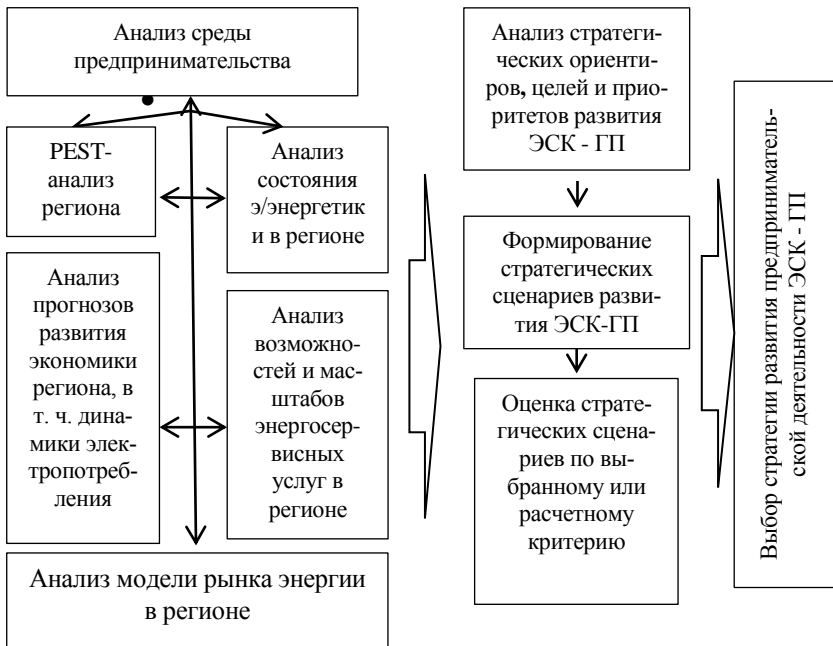 Анализ среды
предпринимательства
PEST-
анализ
региона
Анализ
состояния
э/энергетик
и в регионе
Анализ
прогнозов
развития
экономики
региона, в
т. ч. дина-
мики элек-
тропотреб-
ления
Анализ
возможно-
стей и мас-
штабов
энергосер-
висных
услуг в
регионе
Анализ модели рынка энергии
в регионе
Анализ стратеги-
ческих ориенти-
ров, целей и прио-
ритетов развития
ЭСК - ГП
Формирование
стратегических
сценариев разви-
тия ЭСК-ГП
Оценка страте-
гических сцена-
риев по вы-
бранному или
расчетному
критерию
Выбор стратегии развития предприниматель-
ской деятельности ЭСК - ГП